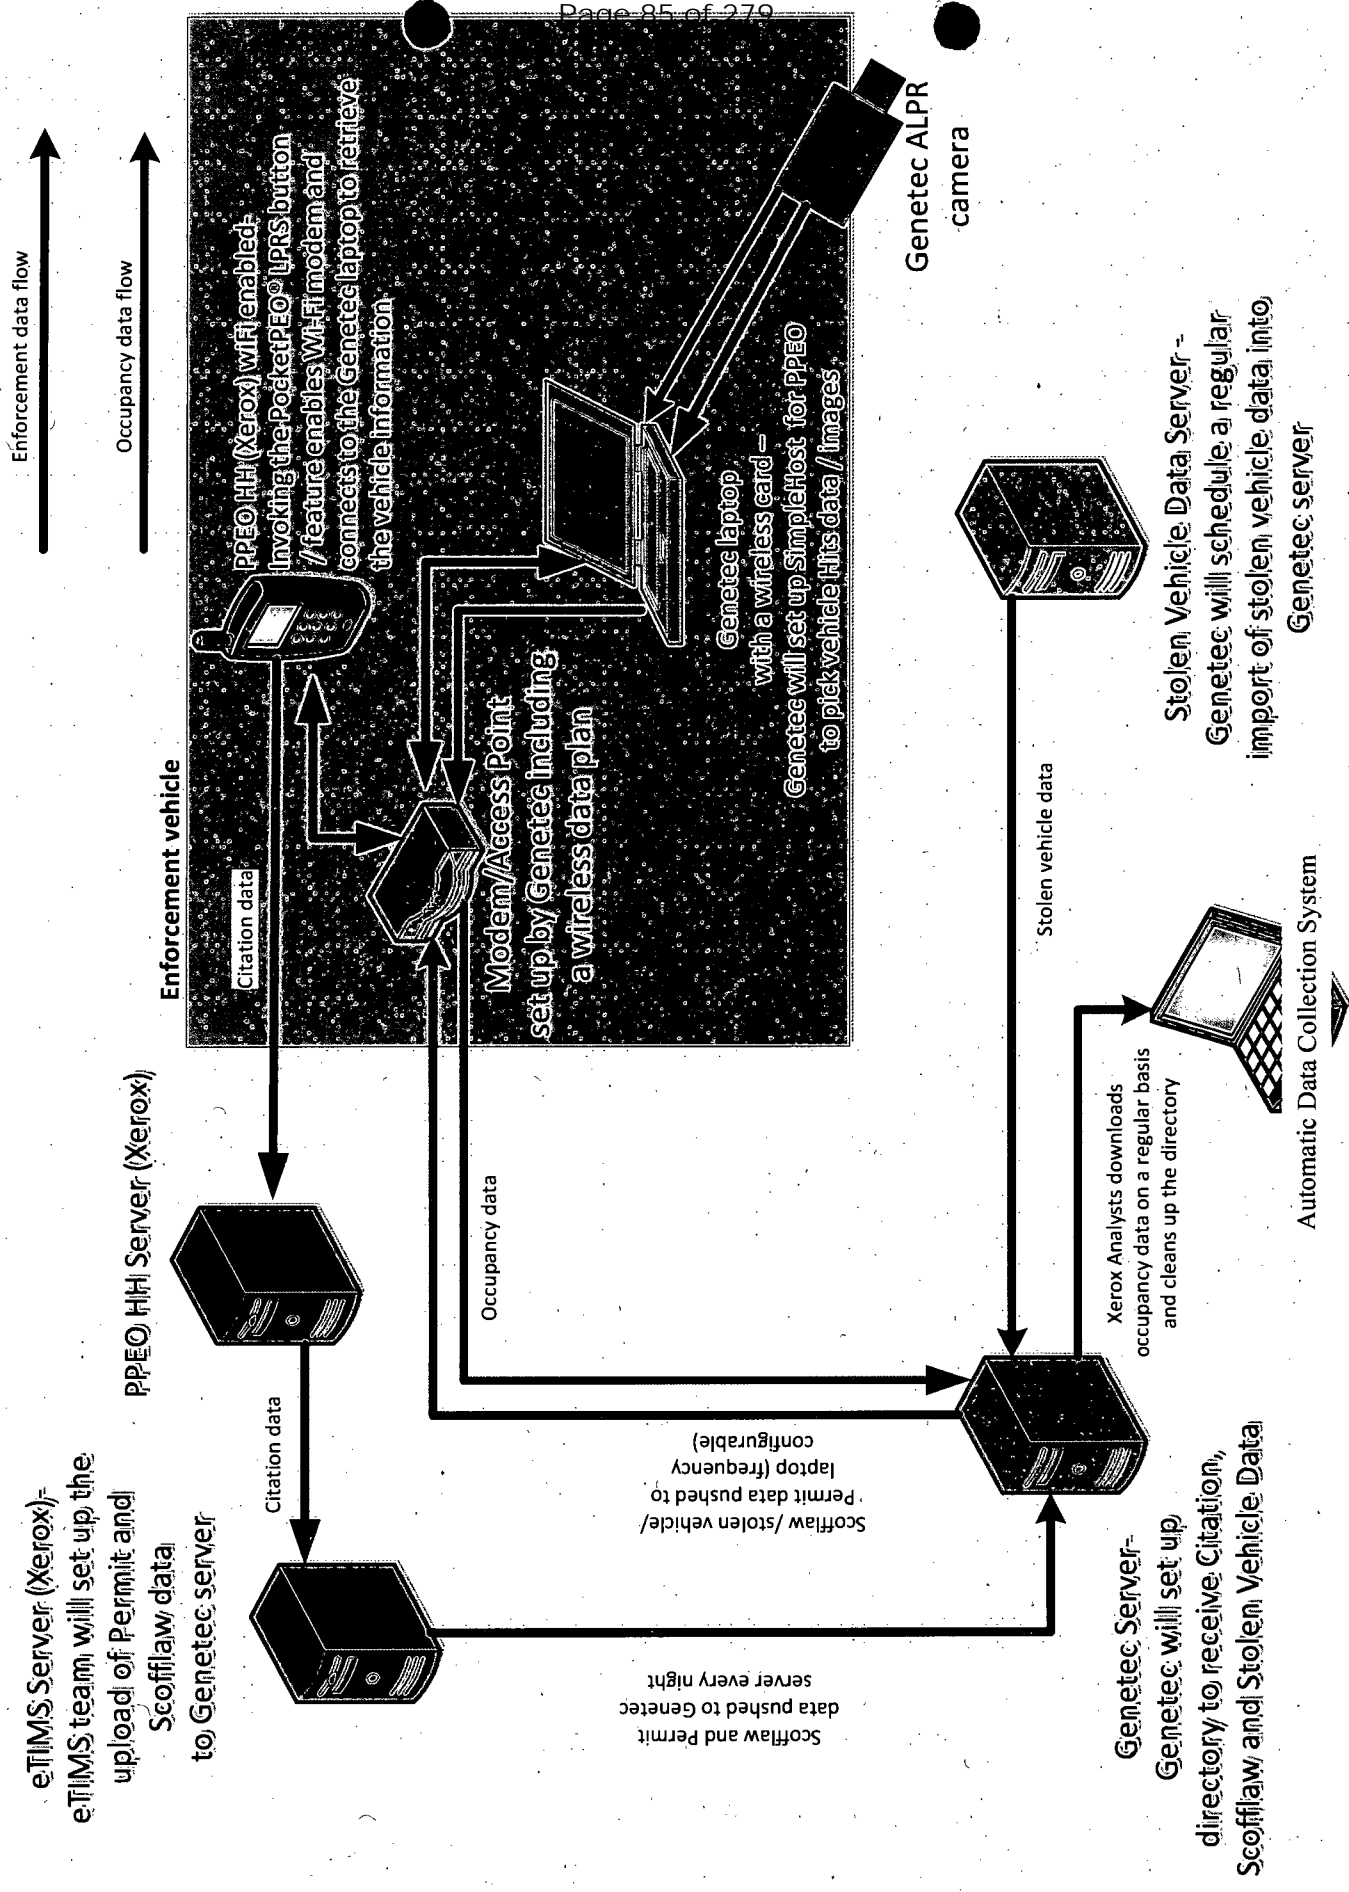 Page 85 of 279
Enforcement data flow
Occupancy data flow
eTIMS Server (Xerox)-
eTIMS team will set up the
upload of Permit and
Scofflaw data
to Genetec server
PPEO HH Server (Xerox)
Enforcement vehicle
Citation data
Citation data
PPEO HH (Xerox) wiFi enabled-
Invoking the PocketPEO® LPRS button
/ feature enables Wi-Fi modem and
connects to the Genetec laptop to retrieve
the vehicle information
Modem/Access Point
set up by Genetec including
a wireless data plan
Genetec laptop
with a wireless card –
Genetec will set up SimpleHost for PPEO
to pick vehicle Hits data / images
Genetec ALPR
camera
Occupancy data
Scofflaw and Permit
data pushed to Genetec
server every night
Scofflaw /stolen vehicle/
Permit data pushed to
laptop (frequency
configurable)
Stolen vehicle data
Genetec Server-
Genetec will set up
directory to receive Citation,
Scofflaw and Stolen Vehicle Data
Xerox Analysts downloads
occupancy data on a regular basis
and cleans up the directory
Stolen Vehicle Data Server -
Genetec will schedule a regular
import of stolen vehicle data into
Genetec server
Automatic Data Collection System